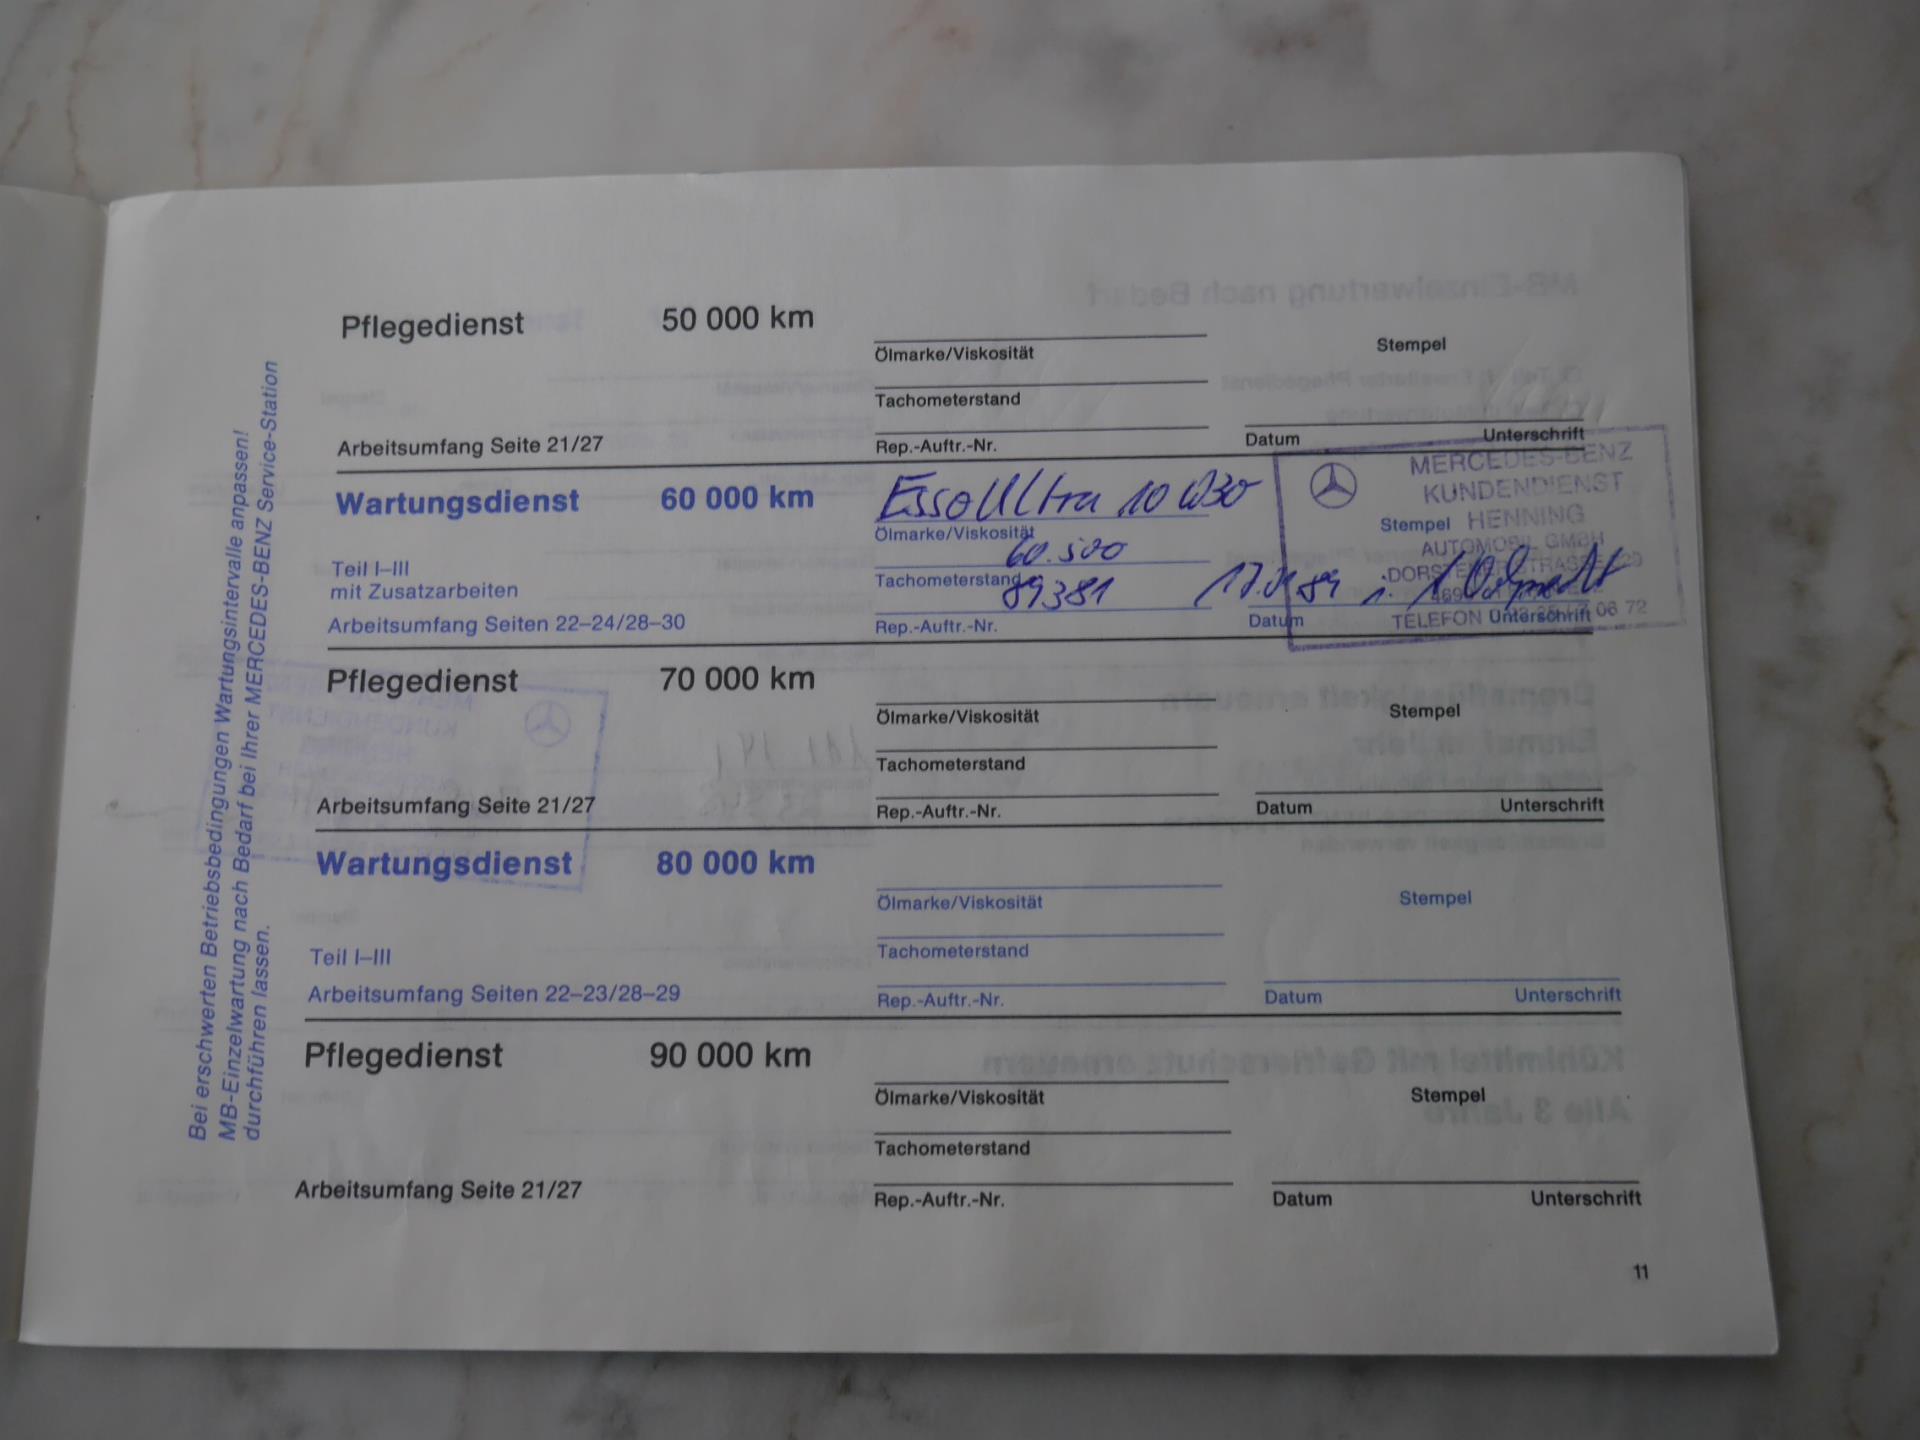 Bei erschwerten Betriebsbedingungen Wartungsintervalle anpassen!
MB-Einzelwartung nach Bedarf bei Ihrer MERCEDES-BENZ Service-Station
durchführen lassen.
Pflegedienst 50 000 km
Ölmarke/Viskosität Stempel
Tachometerstand
Arbeitsumfang Seite 21/27 Rep.-Auftr.-Nr. Datum Unterschrift
Wartungsdienst 60 000 km Esso Ultra 10W30
Ölmarke/Viskosität Stempel
60.500
Teil I–III Tachometerstand
mit Zusatzarbeiten 89381
Arbeitsumfang Seiten 22–24/28–30 Rep.-Auftr.-Nr. Datum Unterschrift
MERCEDES-BENZ
KUNDENDIENST
HENNING
AUTOMOBIL GMBH
TELEFON
Pflegedienst 70 000 km
Ölmarke/Viskosität Stempel
Tachometerstand
Arbeitsumfang Seite 21/27 Rep.-Auftr.-Nr. Datum Unterschrift
Wartungsdienst 80 000 km
Ölmarke/Viskosität Stempel
Teil I–III Tachometerstand
Arbeitsumfang Seiten 22–23/28–29 Rep.-Auftr.-Nr. Datum Unterschrift
Pflegedienst 90 000 km
Ölmarke/Viskosität Stempel
Tachometerstand
Arbeitsumfang Seite 21/27 Rep.-Auftr.-Nr. Datum Unterschrift
11